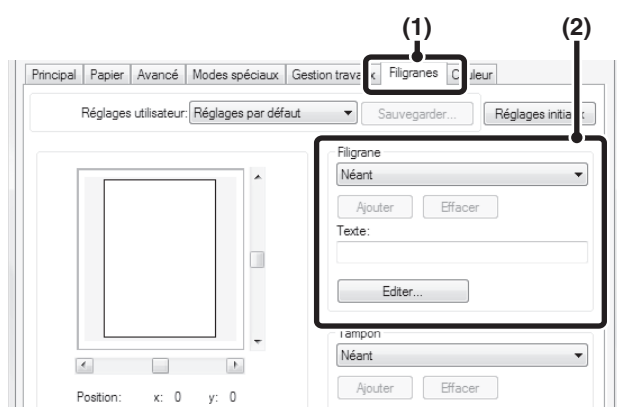 (1) (2)
Principal Papier Avancé Modes spéciaux Gestion trava x Filigranes C uleur
Réglages utilisateur: Réglages par défaut Sauvegarder... Réglages initia x
Filigrane
Néant
Ajouter Effacer
Texte:
Editer...
Tampon
Néant
Ajouter Effacer
Position: x: 0 y: 0